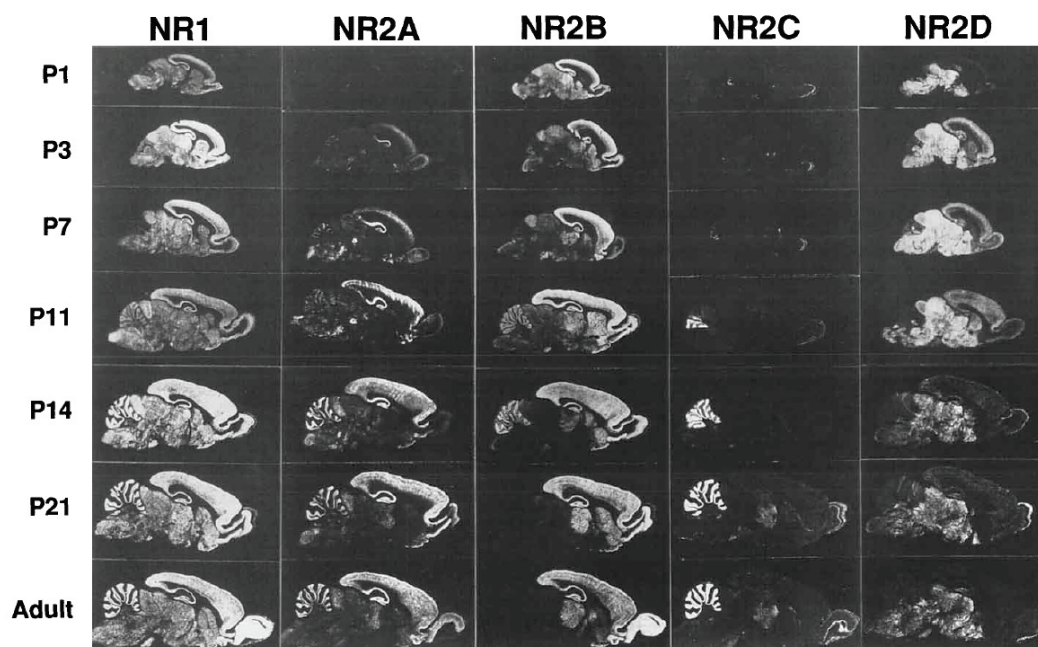 NR1 NR2A NR2B NR2C NR2D
P1
P3
P7
P11
P14
P21
Adult